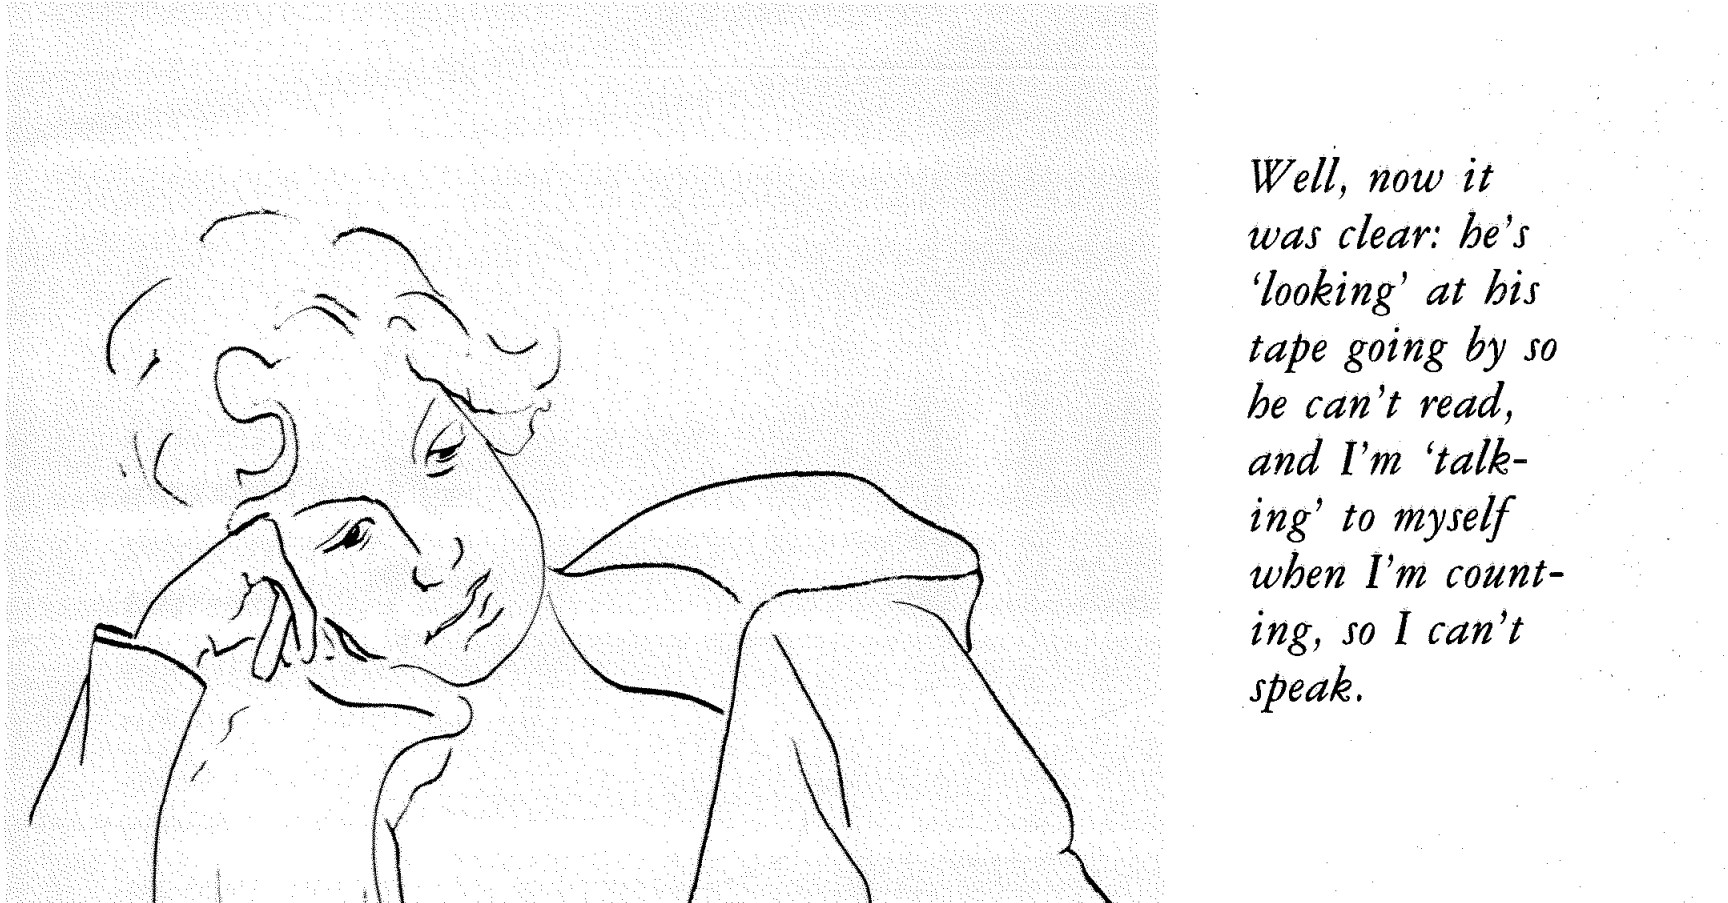 Well, now it
was clear: he's
‘looking’ at his
tape going by so
he can't read,
and I'm ‘talk-
ing’ to myself
when I'm count-
ing, so I can't
speak.